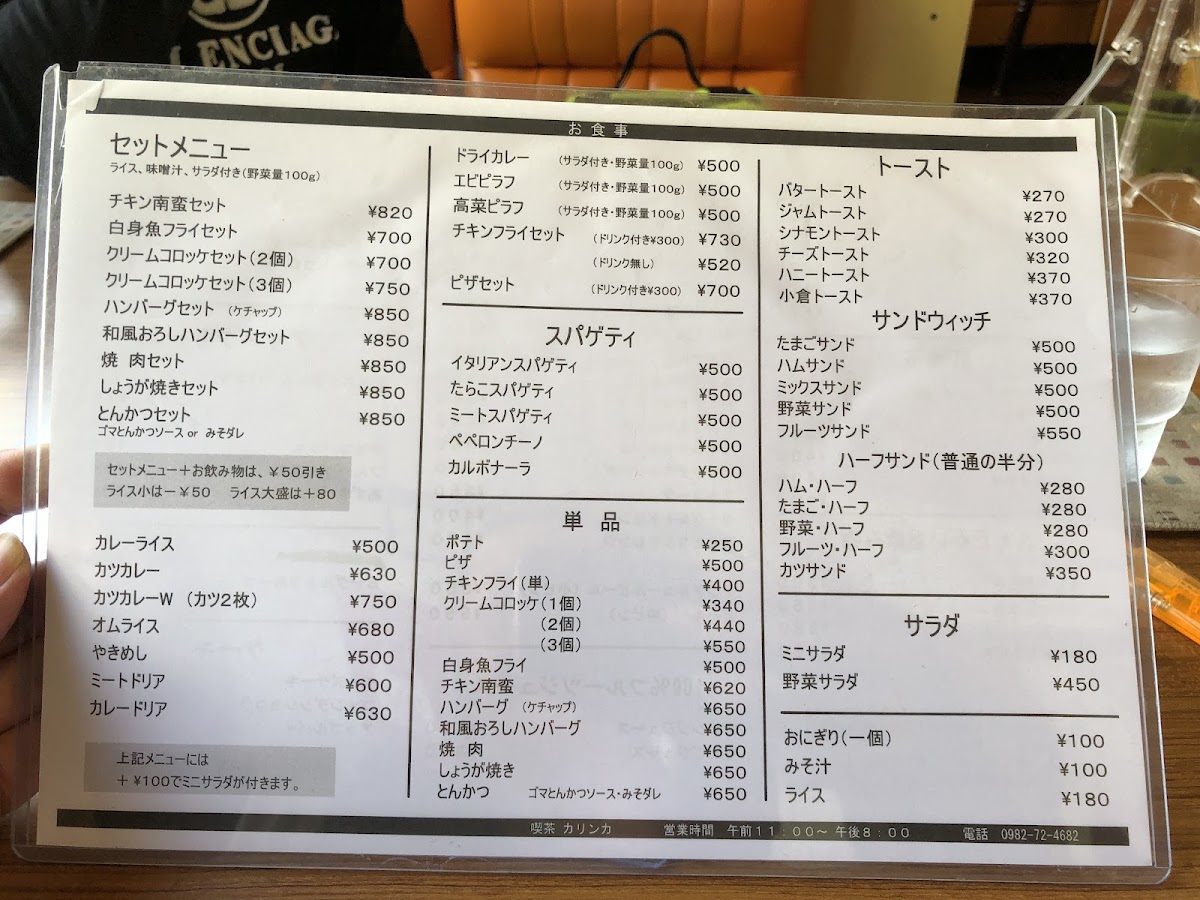 LENCIAG
お食事
セットメニュー
ライス、味噌汁、サラダ付き(野菜量100g)
チキン南蛮セット ¥820
白身魚フライセット ¥700
クリームコロッケセット(2個) ¥700
クリームコロッケセット(3個) ¥750
ハンバーグセット (ケチャップ) ¥850
和風おろしハンバーグセット ¥850
焼 肉セット ¥850
しょうが焼きセット ¥850
とんかつセット ¥850
ゴマとんかつソース or みそダレ
セットメニュー+お飲み物は、¥50引き
ライス小は-¥50 ライス大盛は+80
カレーライス ¥500
カツカレー ¥630
カツカレーW (カツ2枚) ¥750
オムライス ¥680
やきめし ¥500
ミートドリア ¥600
カレードリア ¥630
上記メニューには
+¥100でミニサラダが付きます。
ドライカレー (サラダ付き・野菜量100g) ¥500
エビピラフ (サラダ付き・野菜量100g) ¥500
高菜ピラフ (サラダ付き・野菜量100g) ¥500
チキンフライセット (ドリンク付き¥300) ¥730
(ドリンク無し) ¥520
ピザセット (ドリンク付き¥300) ¥700
スパゲティ
イタリアンスパゲティ ¥500
たらこスパゲティ ¥500
ミートスパゲティ ¥500
ペペロンチーノ ¥500
カルボナーラ ¥500
単 品
ポテト ¥250
ピザ ¥500
チキンフライ(単) ¥400
クリームコロッケ(1個) ¥340
(2個) ¥440
(3個) ¥550
白身魚フライ ¥500
チキン南蛮 ¥620
ハンバーグ (ケチャップ) ¥650
和風おろしハンバーグ ¥650
焼 肉 ¥650
しょうが焼き ¥650
とんかつ ゴマとんかつソース・みそダレ ¥650
トースト
バタートースト ¥270
ジャムトースト ¥270
シナモントースト ¥300
チーズトースト ¥320
ハニートースト ¥370
小倉トースト ¥370
サンドウィッチ
たまごサンド ¥500
ハムサンド ¥500
ミックスサンド ¥500
野菜サンド ¥500
フルーツサンド ¥550
ハーフサンド(普通の半分)
ハム・ハーフ ¥280
たまご・ハーフ ¥280
野菜・ハーフ ¥280
フルーツ・ハーフ ¥300
カツサンド ¥350
サラダ
ミニサラダ ¥180
野菜サラダ ¥450
おにぎり(一個) ¥100
みそ汁 ¥100
ライス ¥180
喫茶 カリンカ 営業時間 午前11:00~午後8:00 電話 0982-72-4682